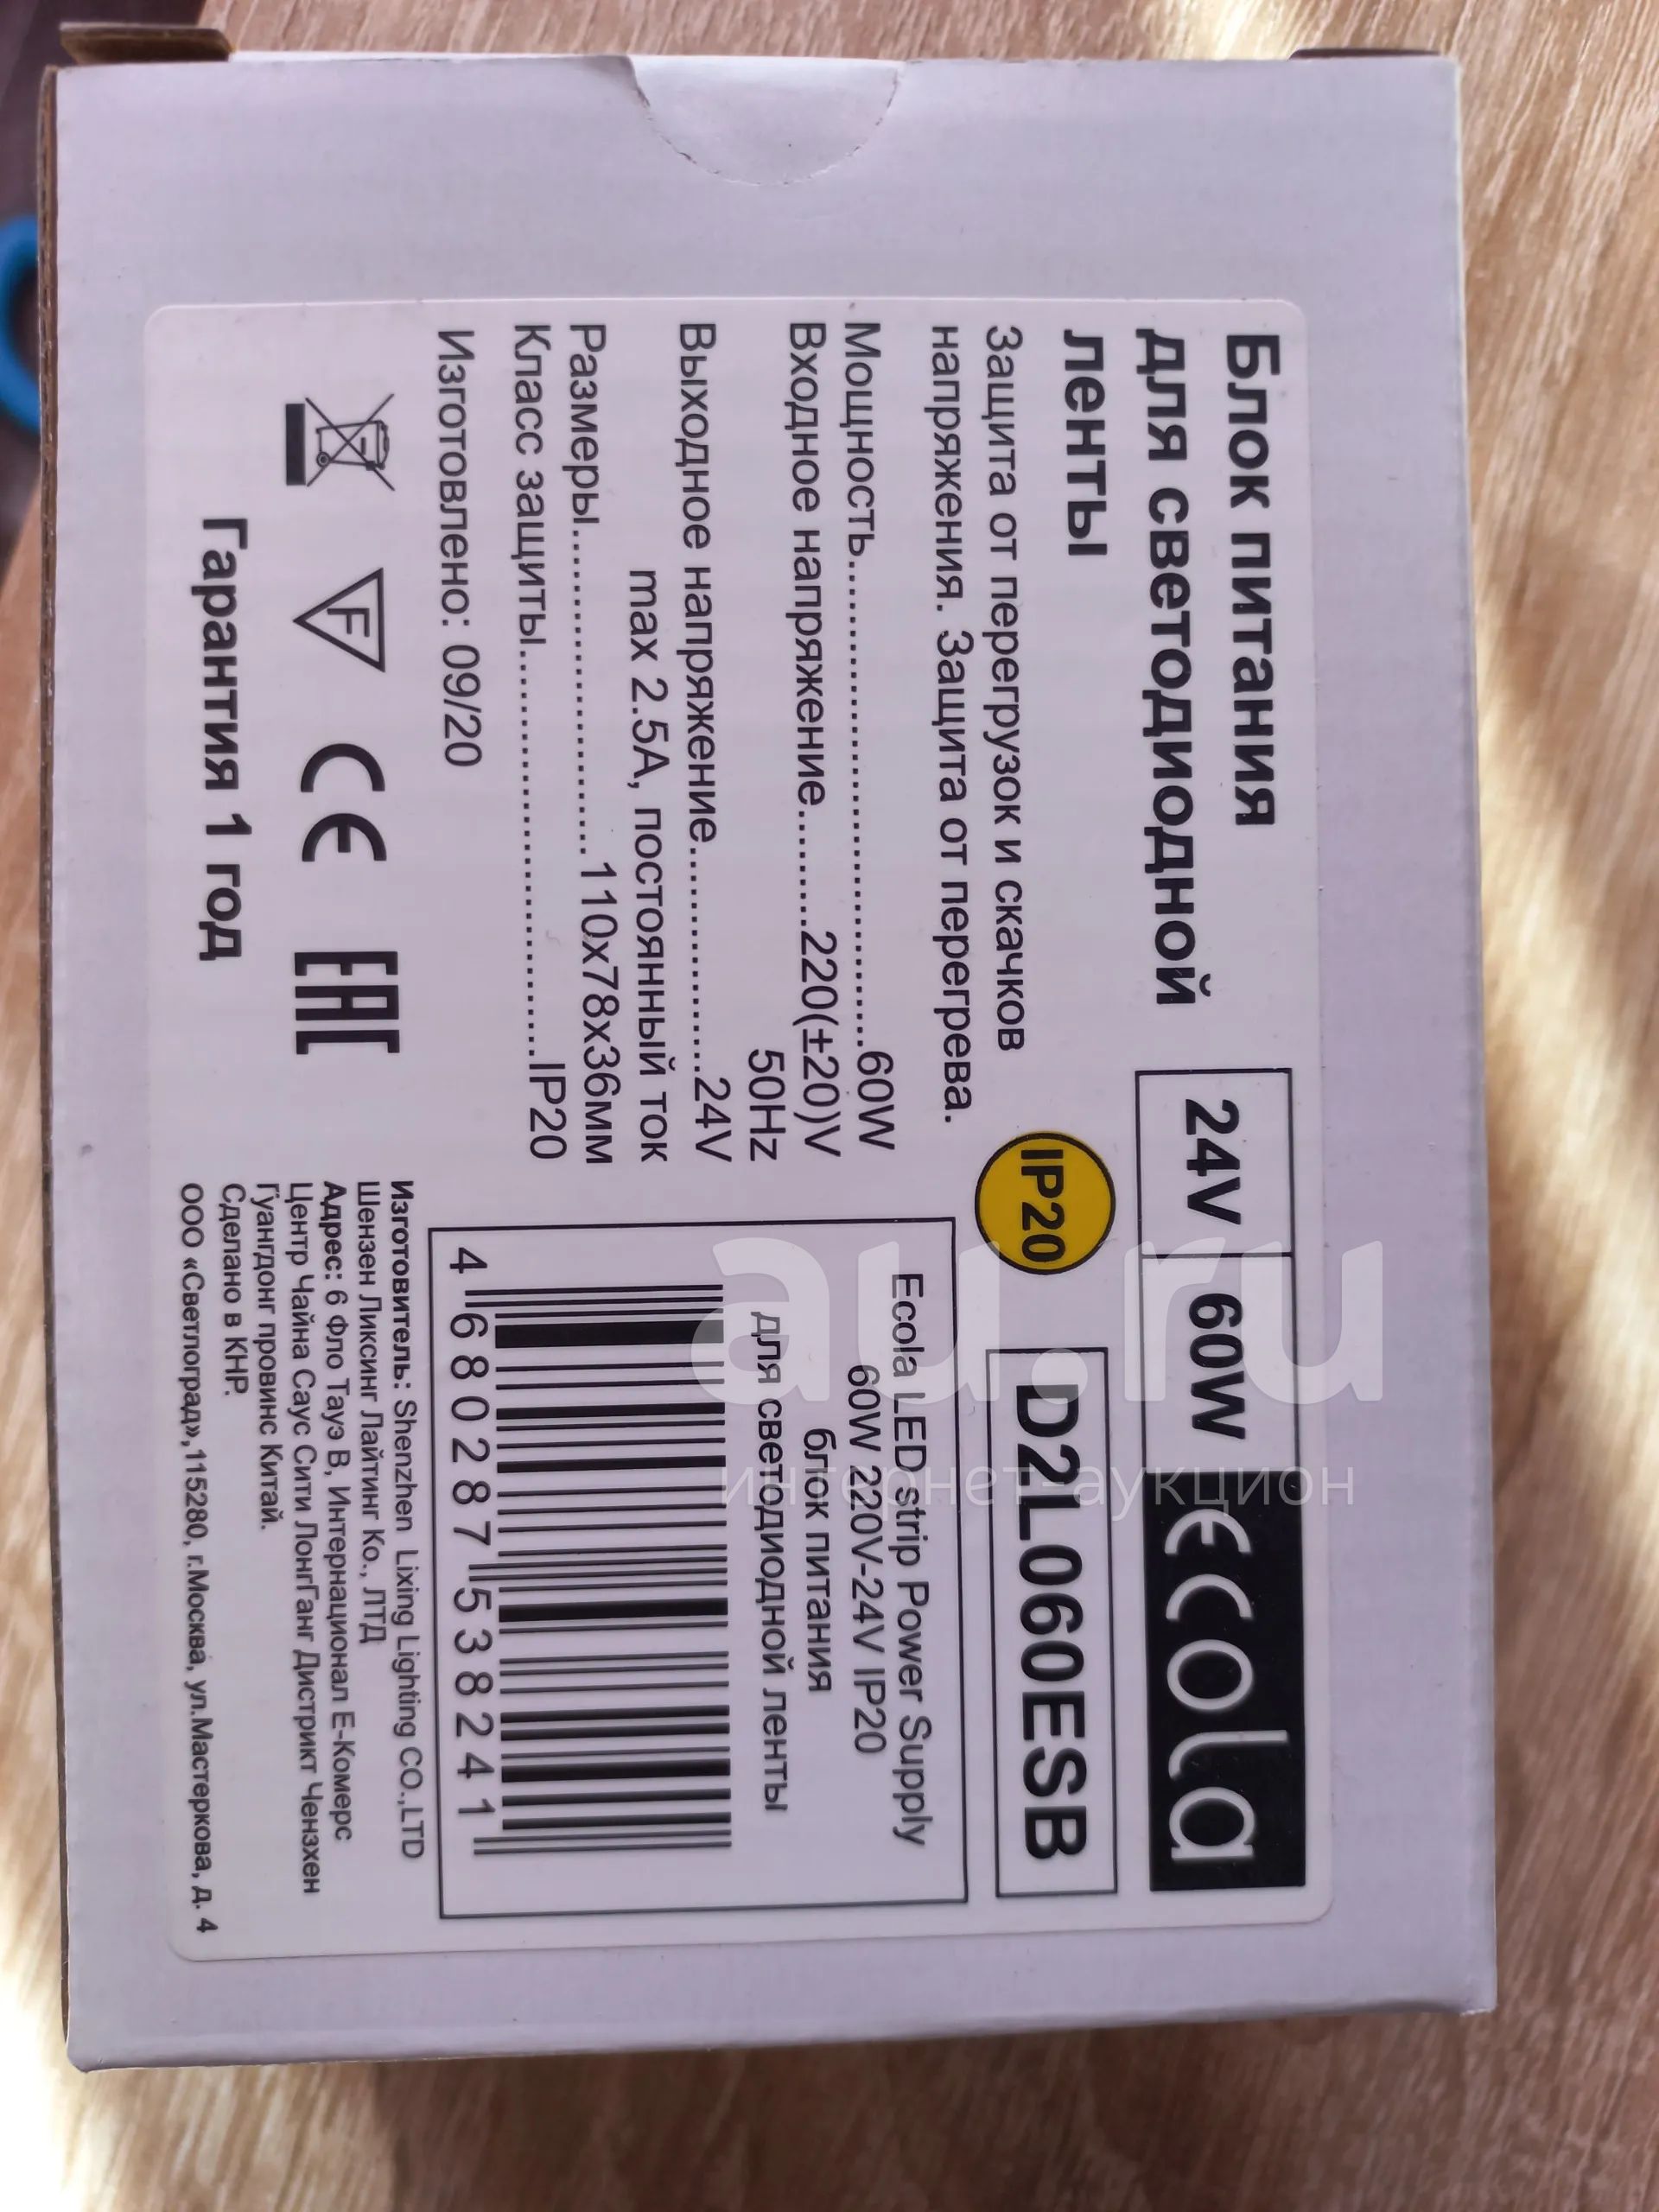 Блок питания
для светодиодной
ленты
24V 60W
Ecola
Защита от перегрузок и скачков
напряжения. Защита от перегрева.
IP20
D2L060ESB
Мощность..............................60W
Входное напряжение........220(±20)V
50Hz
Выходное напряжение...............24V
max 2.5A, постоянный ток
Размеры....................110x78x36мм
Класс защиты..........................IP20
Изготовлено: 09/20
F
CE
EAC
Гарантия 1 год
Ecola LED strip Power Supply
60W 220V-24V IP20
блок питания
для светодиодной ленты
4 680287 538241
Изготовитель: Shenzhen Lixing Lighting CO.,LTD
Шензен Ликсинг Лайтинг Ко., ЛТД
Адрес: 6 Фло Тауэ В, Интернационал Е-Комерс
Центр Чайна Саус Сити ЛонгГанг Дистрикт Чензхен
Гуангдонг провинс Китай.
Сделано в КНР.
ООО «Светлоград»,115280, г.Москва, ул.Мастеркова, д. 4
au.ru
интернет-аукцион